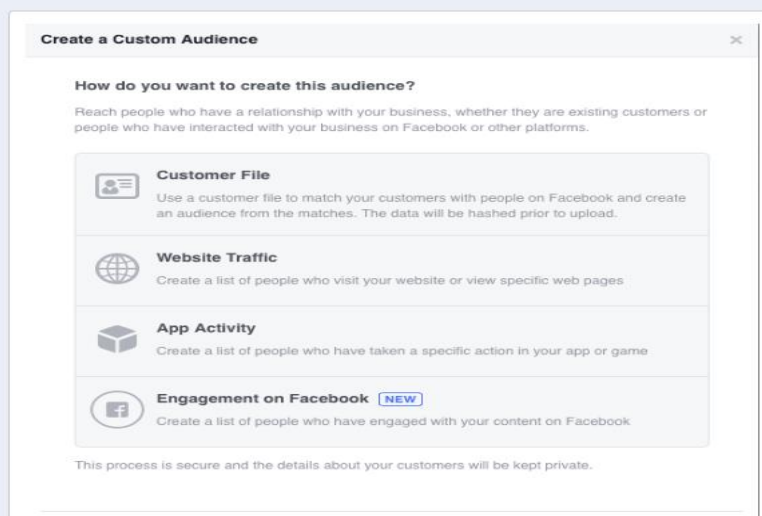 Create a Custom Audience
How do you want to create this audience?
Reach people who have a relationship with your business, whether they are existing customers or
people who have interacted with your business on Facebook or other platforms.
Customer File
Use a customer file to match your customers with people on Facebook and create
an audience from the matches. The data will be hashed prior to upload.
Website Traffic
Create a list of people who visit your website or view specific web pages
App Activity
Create a list of people who have taken a specific action in your app or game
Engagement on Facebook NEW
Create a list of people who have engaged with your content on Facebook
This process is secure and the details about your customers will be kept private.